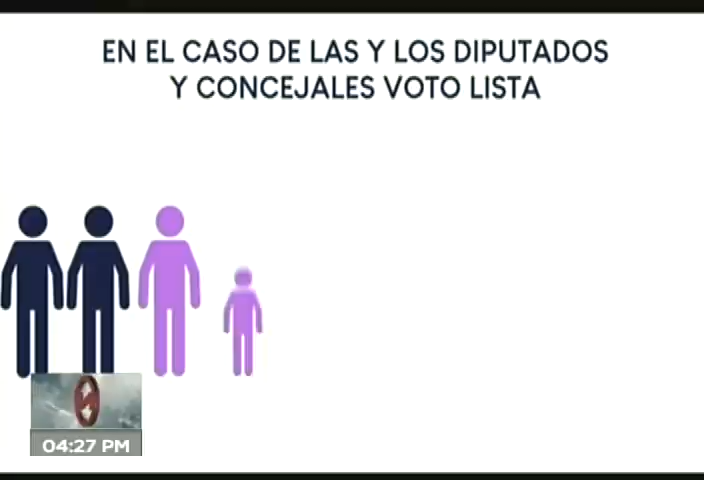 EN EL CASO DE LAS Y LOS DIPUTADOS
Y CONCEJALES VOTO LISTA
04:27 PM